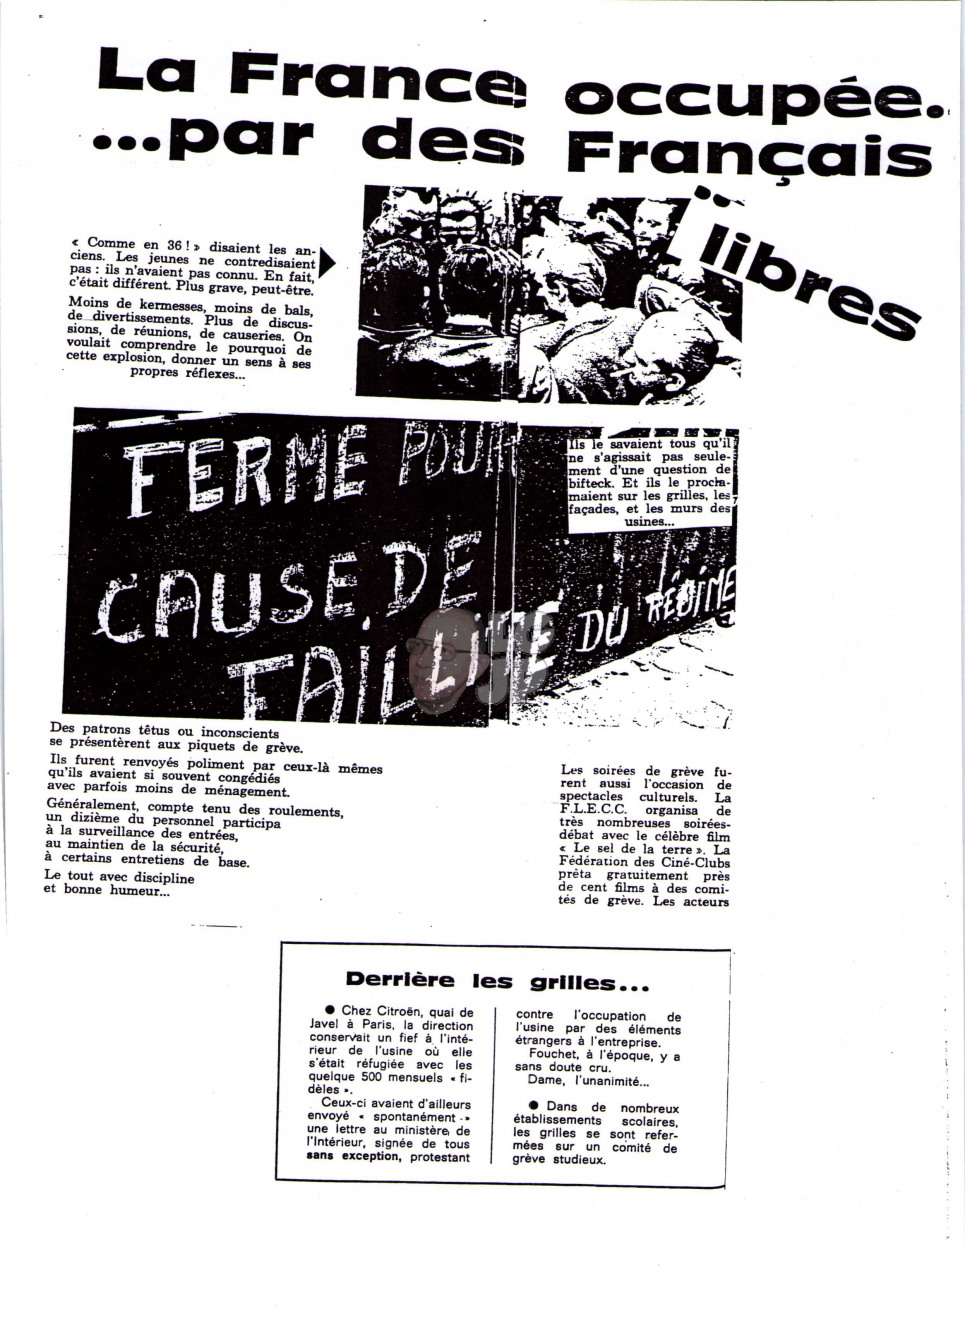 La France occupée..
...par des Français
libres
« Comme en 36 ! » disaient les an-
ciens. Les jeunes ne contredisaient
pas : ils n'avaient pas connu. En fait,
c'était différent. Plus grave, peut-être.
Moins de kermesses, moins de bals,
de divertissements. Plus de discus-
sions, de réunions, de causeries. On
voulait comprendre le pourquoi de
cette explosion, donner un sens à ses
propres réflexes...
FERME POUR
CAUSE DE
FAILLITE DU RÉGIME
Ils le savaient tous qu'il
ne s'agissait pas seule-
ment d'une question de
bifteck. Et ils le procla-
maient sur les grilles, les
façades, et les murs des
usines...
Des patrons têtus ou inconscients
se présentèrent aux piquets de grève.
Ils furent renvoyés poliment par ceux-là mêmes
qu'ils avaient si souvent congédiés
avec parfois moins de ménagement.
Généralement, compte tenu des roulements,
un dizième du personnel participa
à la surveillance des entrées,
au maintien de la sécurité,
à certains entretiens de base.
Le tout avec discipline
et bonne humeur...
Les soirées de grève fu-
rent aussi l'occasion de
spectacles culturels. La
F.L.E.C.C. organisa de
très nombreuses soirées-
débat avec le célèbre film
« Le sel de la terre ». La
Fédération des Ciné-Clubs
prêta gratuitement près
de cent films à des comi-
tés de grève. Les acteurs
Derrière les grilles...
● Chez Citroën, quai de
Javel à Paris, la direction
conservait un fief à l'inté-
rieur de l'usine où elle
s'était réfugiée avec les
quelque 500 mensuels « fi-
dèles ».
Ceux-ci avaient d'ailleurs
envoyé « spontanément »
une lettre au ministère de
l'Intérieur, signée de tous
sans exception, protestant
contre l'occupation de
l'usine par des éléments
étrangers à l'entreprise.
Fouchet, à l'époque, y a
sans doute cru.
Dame, l'unanimité...
● Dans de nombreux
établissements scolaires,
les grilles se sont refer-
mées sur un comité de
grève studieux.